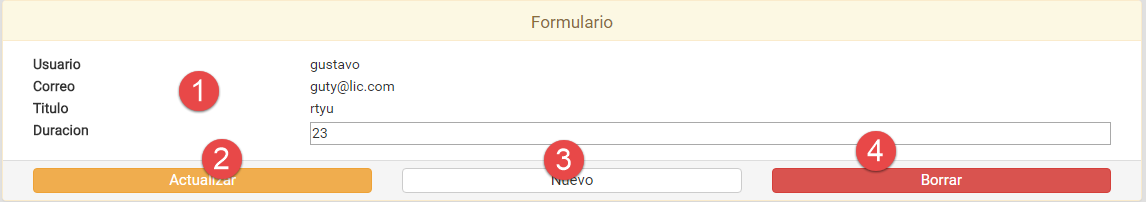 Formulario
Usuario gustavo
Correo guty@lic.com
1
Titulo rtyu
Duracion 23
2 3 4
Actualizar Nuevo Borrar